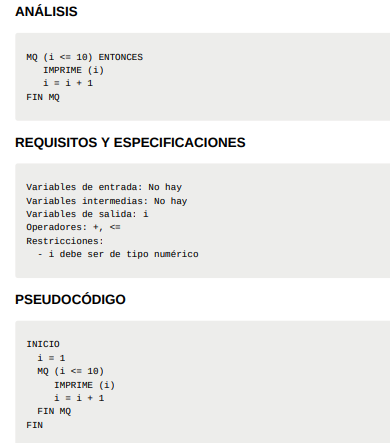 ANÁLISIS
MQ (i <= 10) ENTONCES
   IMPRIME (i)
   i = i + 1
FIN MQ
REQUISITOS Y ESPECIFICACIONES
Variables de entrada: No hay
Variables intermedias: No hay
Variables de salida: i
Operadores: +, <=
Restricciones:
  - i debe ser de tipo numérico
PSEUDOCÓDIGO
INICIO
  i = 1
  MQ (i <= 10)
     IMPRIME (i)
     i = i + 1
  FIN MQ
FIN